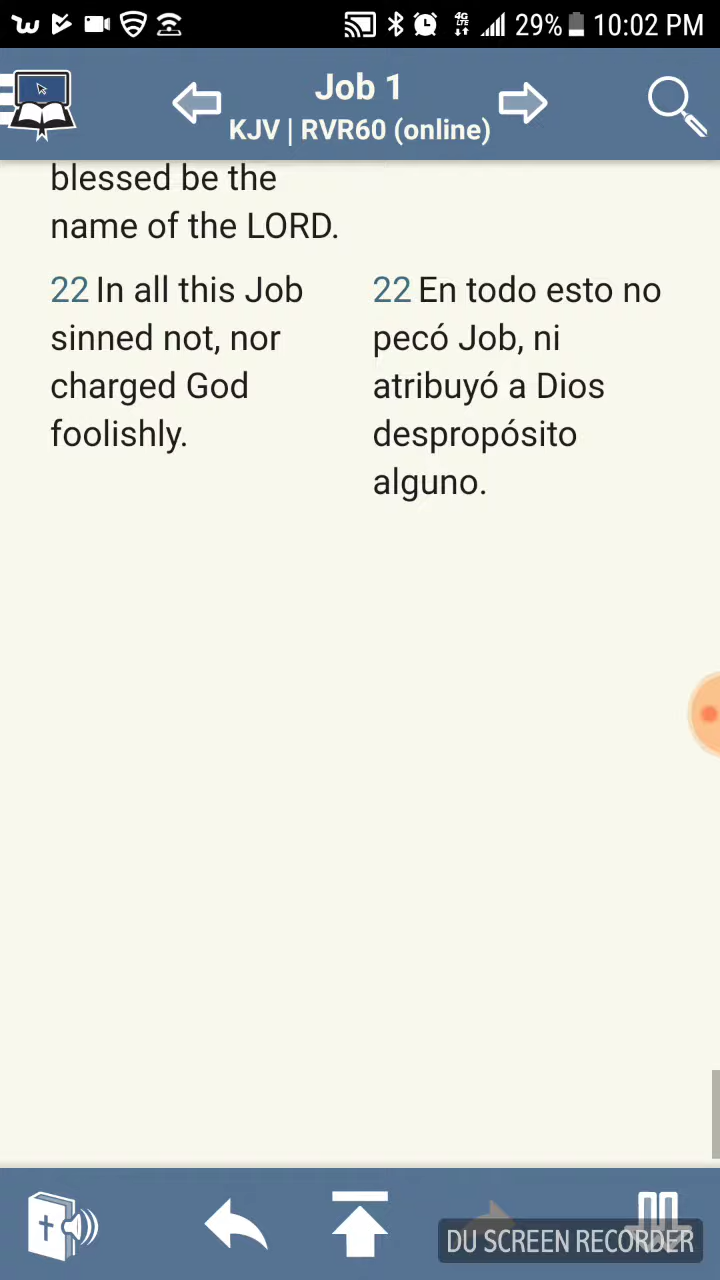 29% 10:02 PM
Job 1
KJV | RVR60 (online)
blessed be the
name of the LORD.
22 In all this Job
sinned not, nor
charged God
foolishly.
22 En todo esto no
pecó Job, ni
atribuyó a Dios
despropósito
alguno.
DU SCREEN RECORDER